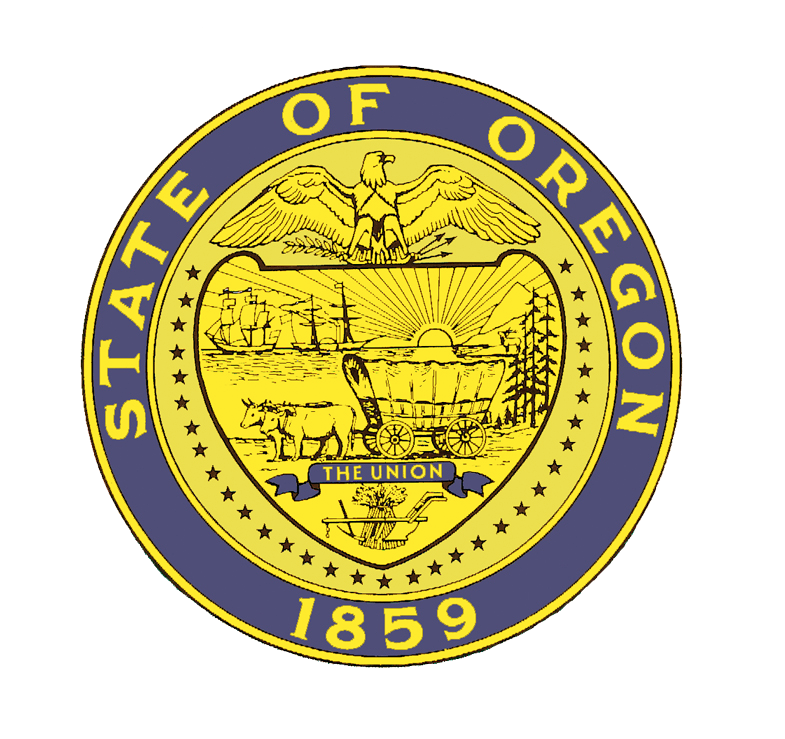 STATE OF OREGON
THE UNION
1859